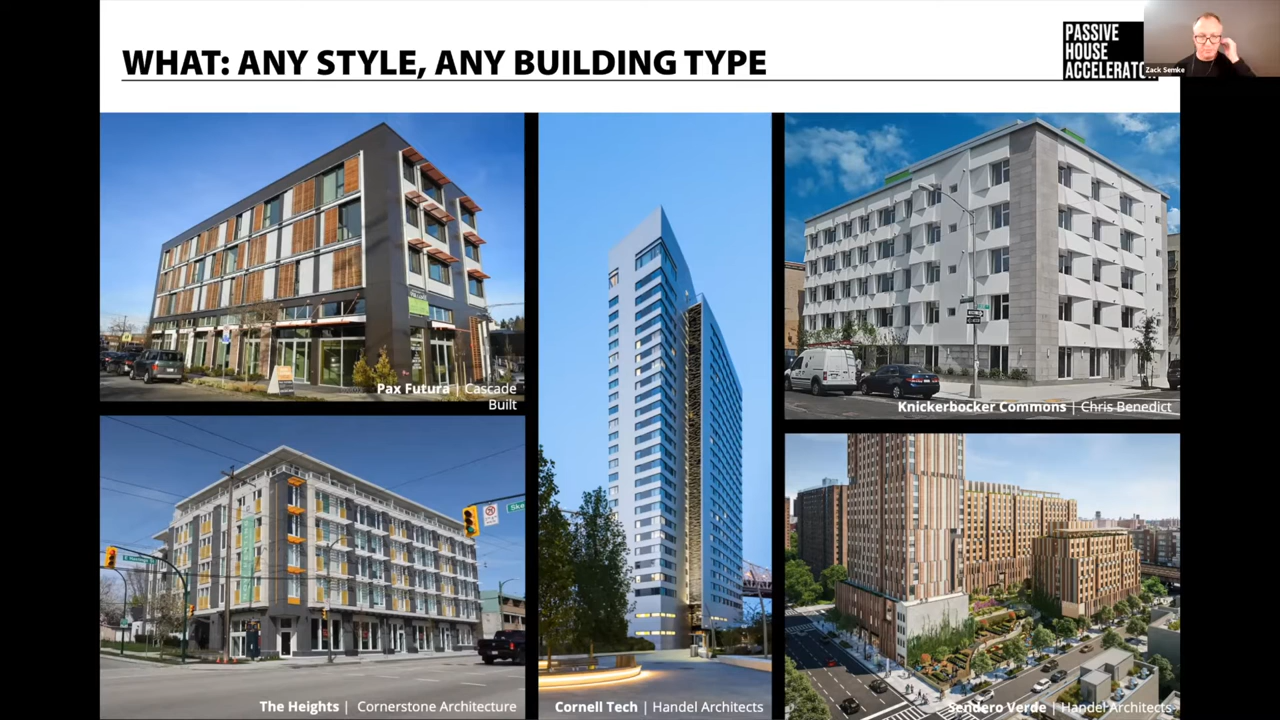 WHAT: ANY STYLE, ANY BUILDING TYPE
PASSIVE
HOUSE
ACCELERATO
Zack Semke
Pax Futura | Cascade
Built
Knickerbocker Commons | Chris Benedict
The Heights | Cornerstone Architecture
Cornell Tech | Handel Architects
Sendero Verde | Handel Architects